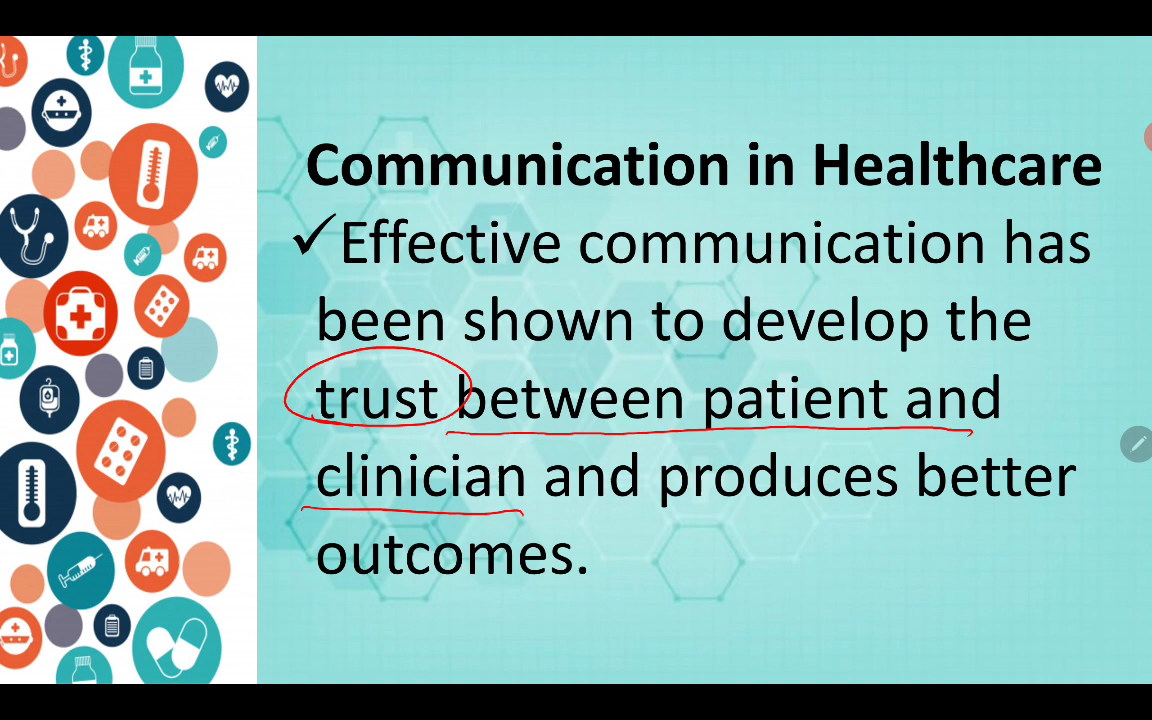 Communication in Healthcare
✓Effective communication has
been shown to develop the
trust between patient and
clinician and produces better
outcomes.